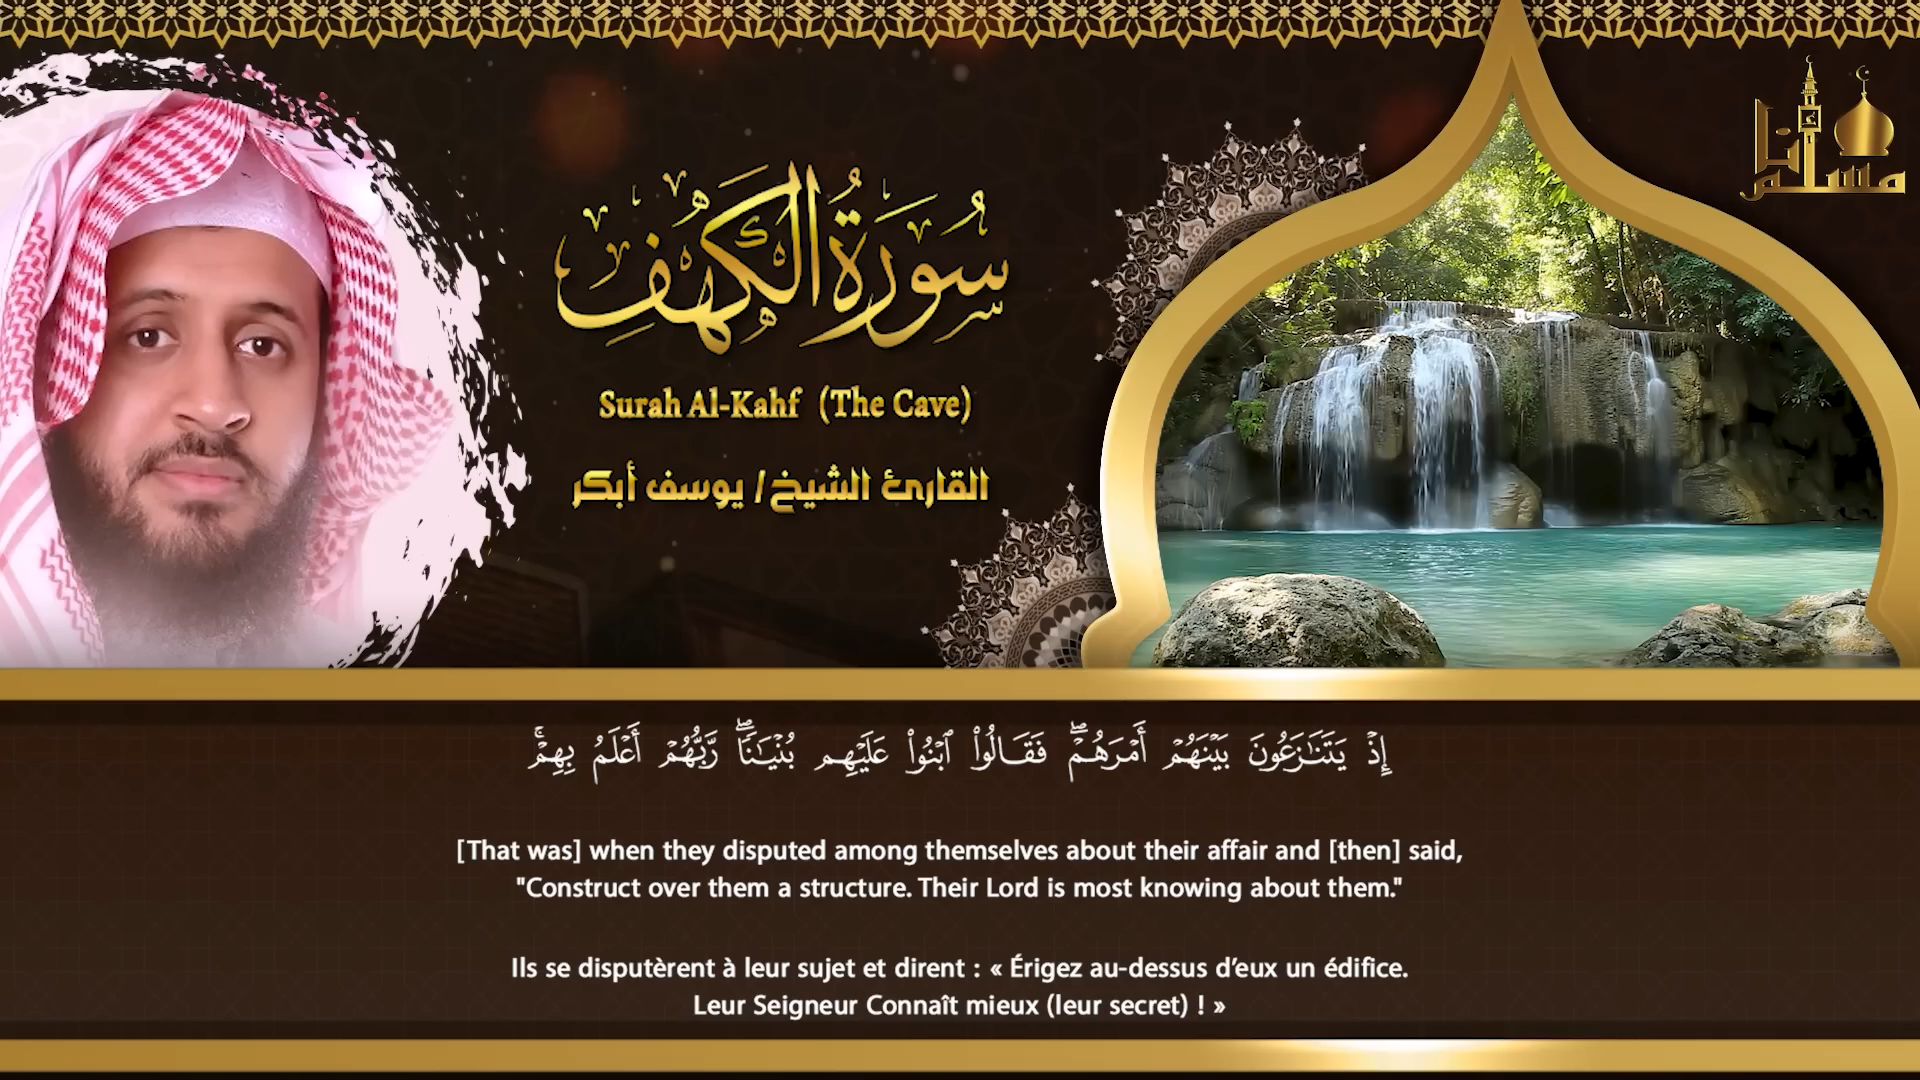 سُورَةُ الكَهْفِ
Surah Al-Kahf (The Cave)
القارئ الشيخ/ يوسف أبكر
أنا
مسلم
إِذْ يَتَنَـٰزَعُونَ بَيْنَهُمْ أَمْرَهُمْۖ فَقَالُوا۟ ٱبْنُوا۟ عَلَيْهِم بُنْيَـٰنًاۖ رَّبُّهُمْ أَعْلَمُ بِهِمْۚ
[That was] when they disputed among themselves about their affair and [then] said,
"Construct over them a structure. Their Lord is most knowing about them."
Ils se disputèrent à leur sujet et dirent : « Érigez au-dessus d’eux un édifice.
Leur Seigneur Connaît mieux (leur secret) ! »